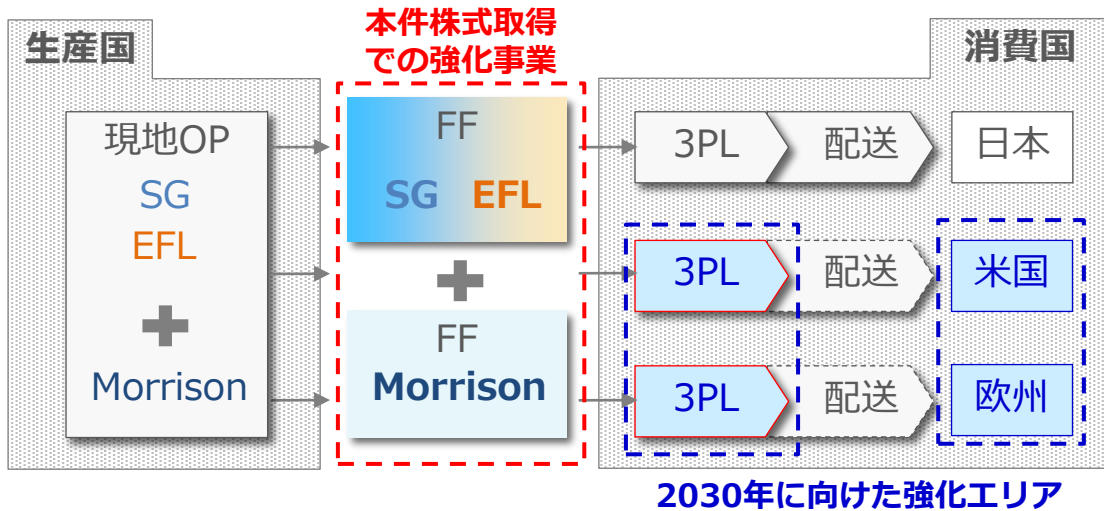 生産国
本件株式取得
での強化事業
消費国
現地OP
SG
EFL
Morrison
FF
SG EFL
FF
Morrison
3PL 配送 日本
3PL 配送 米国
3PL 配送 欧州
2030年に向けた強化エリア